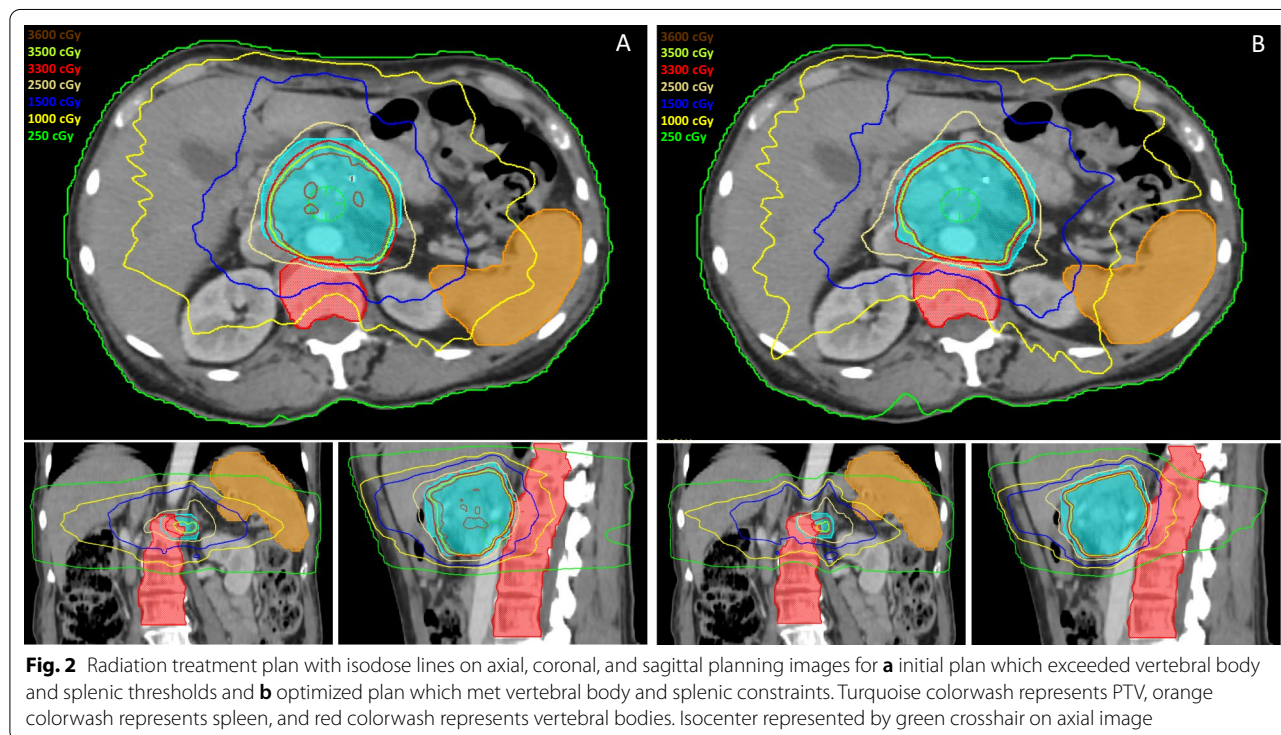 3600 cGy
3500 cGy
3300 cGy
2500 cGy
1500 cGy
1000 cGy
250 cGy
A
3600 cGy
3500 cGy
3300 cGy
2500 cGy
1500 cGy
1000 cGy
250 cGy
B
Fig. 2 Radiation treatment plan with isodose lines on axial, coronal, and sagittal planning images for a initial plan which exceeded vertebral body
and splenic thresholds and b optimized plan which met vertebral body and splenic constraints. Turquoise colorwash represents PTV, orange
colorwash represents spleen, and red colorwash represents vertebral bodies. Isocenter represented by green crosshair on axial image